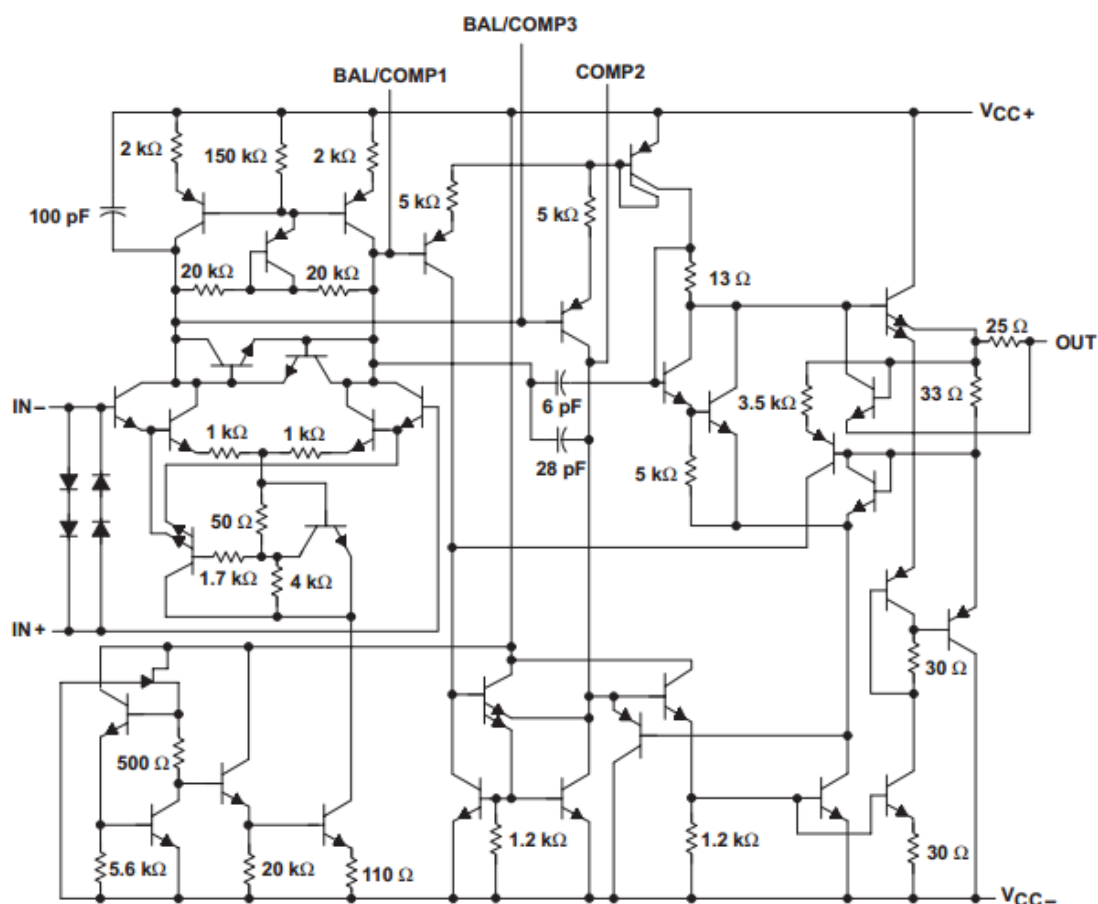 BAL/COMP3
BAL/COMP1
COMP2
VCC+
2 kΩ
150 kΩ
2 kΩ
5 kΩ
5 kΩ
100 pF
20 kΩ
20 kΩ
13 Ω
25 Ω
OUT
IN−
6 pF
3.5 kΩ
33 Ω
1 kΩ
1 kΩ
28 pF
5 kΩ
50 Ω
1.7 kΩ
4 kΩ
IN+
30 Ω
500 Ω
5.6 kΩ
20 kΩ
110 Ω
1.2 kΩ
1.2 kΩ
30 Ω
VCC−